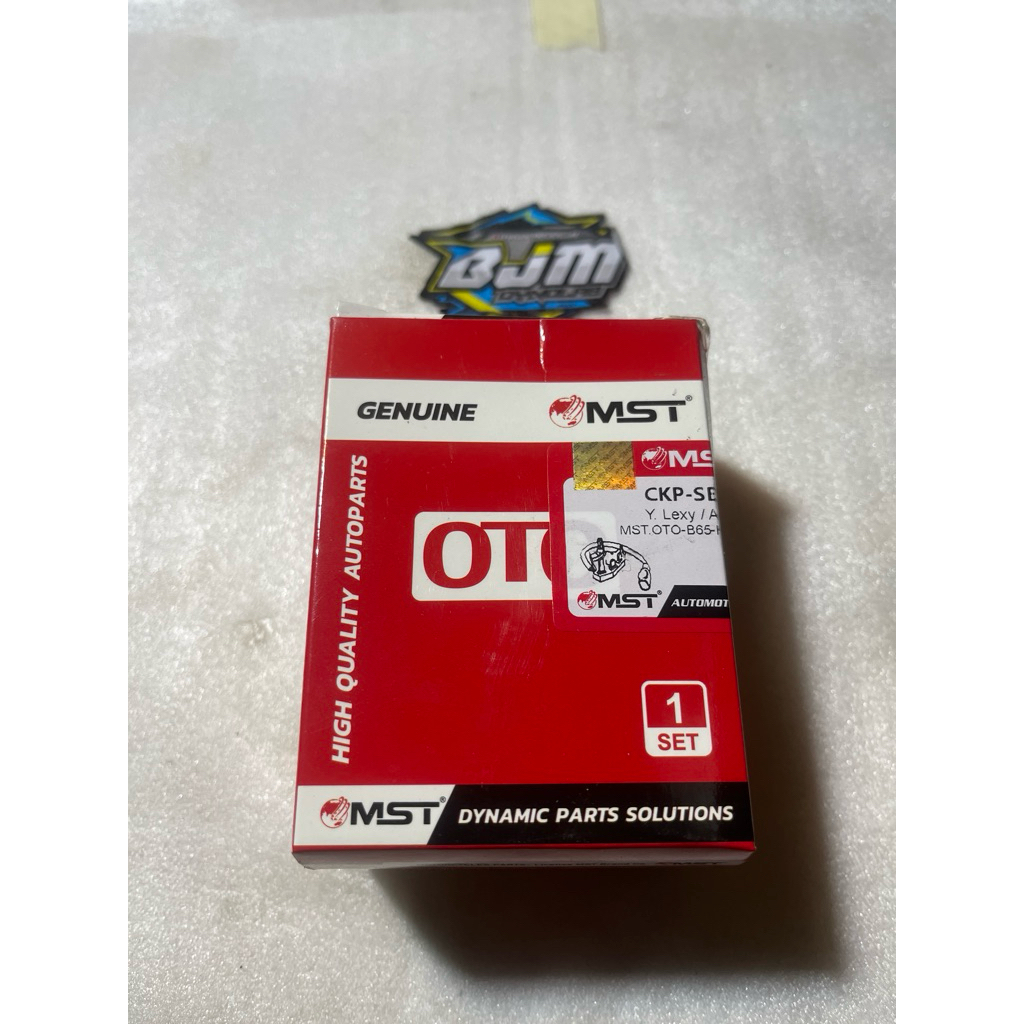 BJM
GENUINE
MST®
HIGH QUALITY AUTOPARTS
MS
CKP-SE
Y. Lexy / A
MST.OTO-B65-
OTO
MST®
AUTOMOT
1
SET
MST®
DYNAMIC PARTS SOLUTIONS